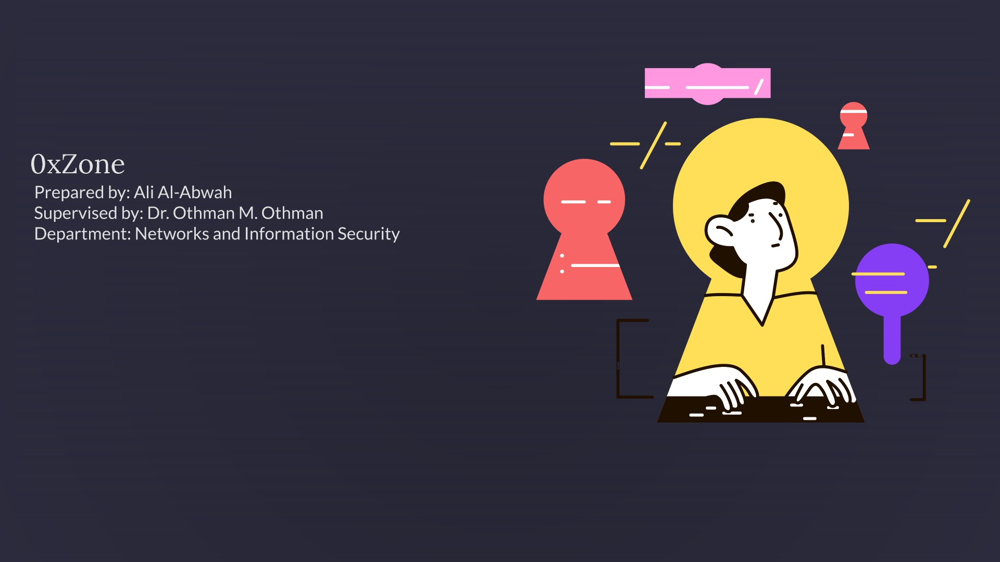 0xZone
Prepared by: Ali Al-Abwah
Supervised by: Dr. Othman M. Othman
Department: Networks and Information Security